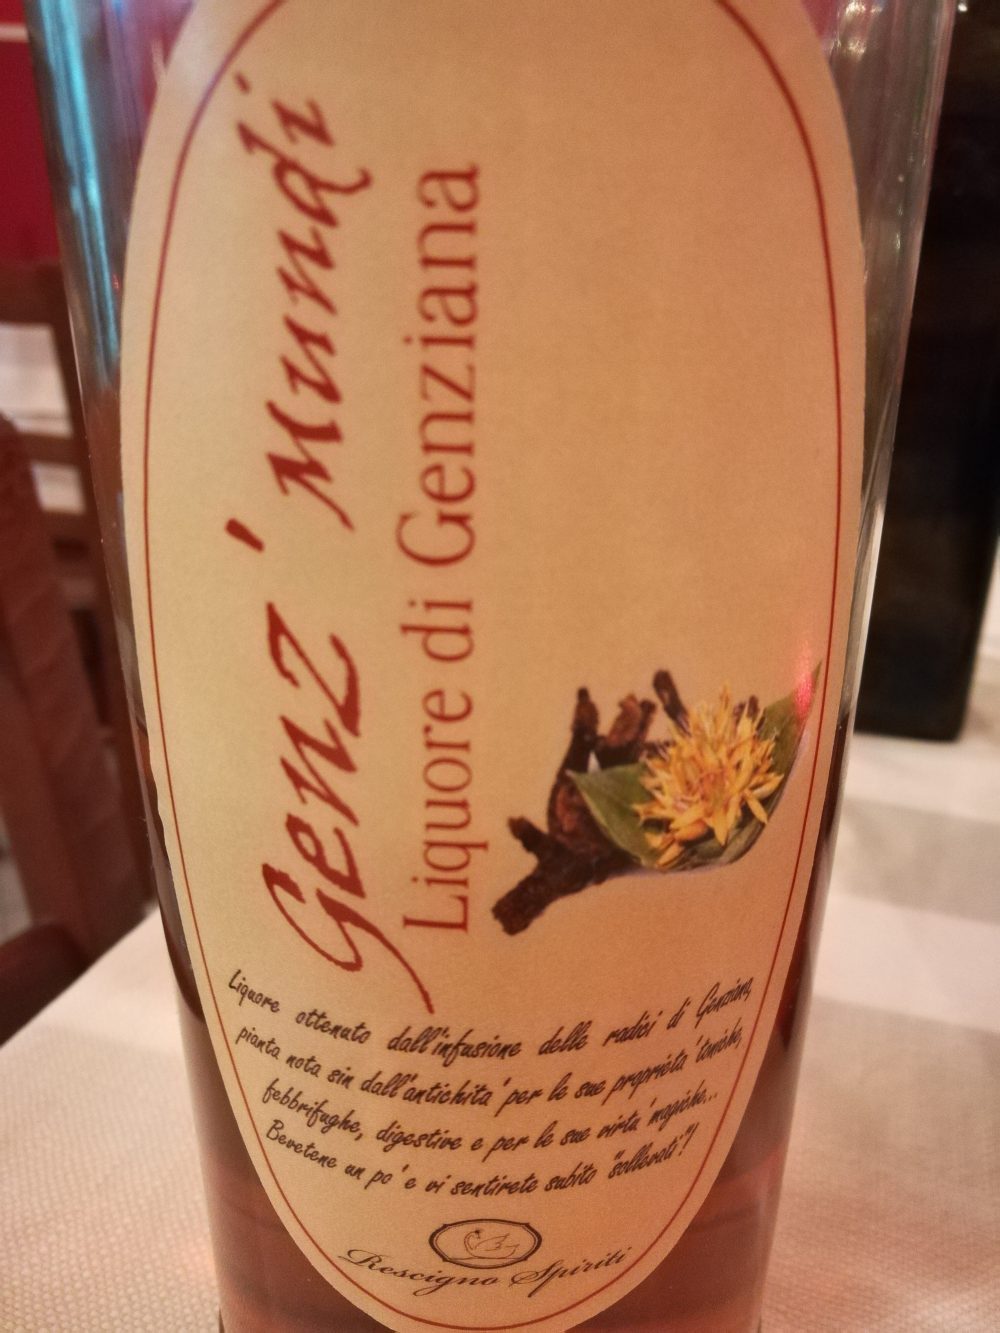 Genz' Mundi
Liquore di Genziana
Liquore ottenuto dall'infusione delle radici di Genziana,
pianta nota sin dall'antichita' per le sue proprieta' toniche,
febbrifughe, digestive e per le sue virtu' magiche...
Bevetene un po' e vi sentirete subito "sollevati"!
Rescigno Spiriti